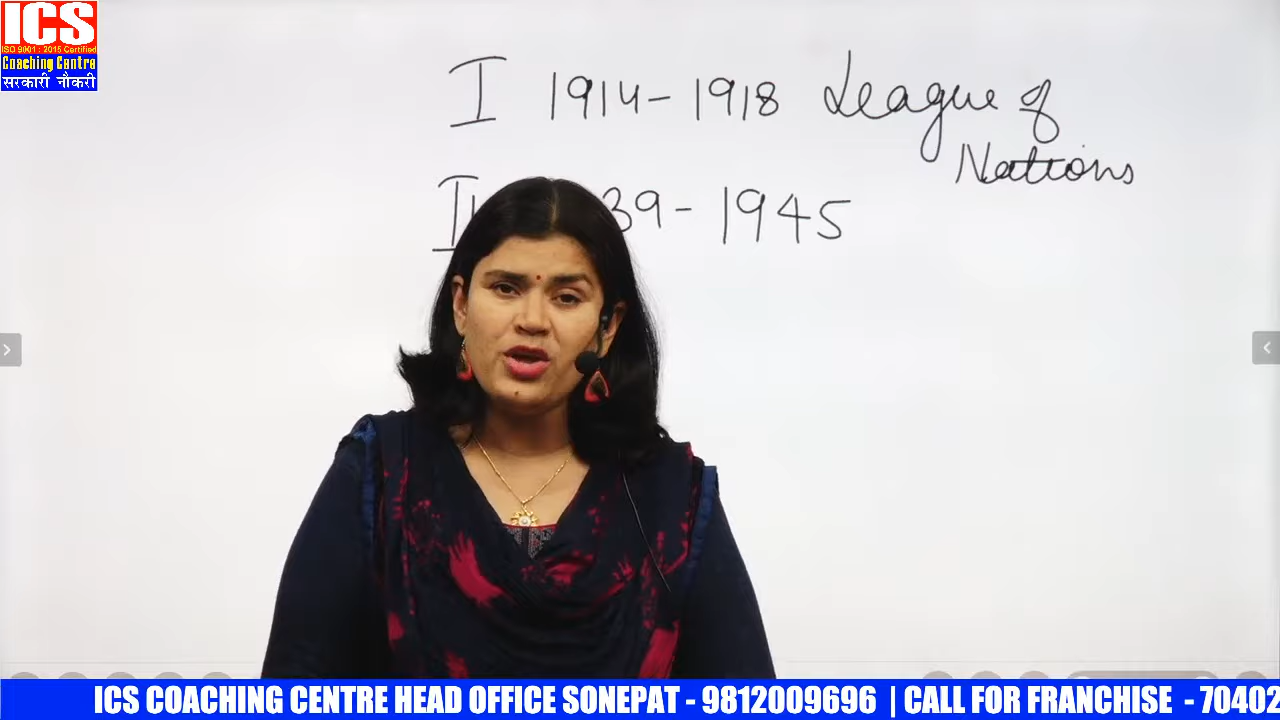 ICS
ISO 9001 : 2015 Certified
Coaching Centre
सरकारी नौकरी
I 1914-1918 League of
Nations
II 39-1945
ICS COACHING CENTRE HEAD OFFICE SONEPAT - 9812009696 | CALL FOR FRANCHISE - 70402